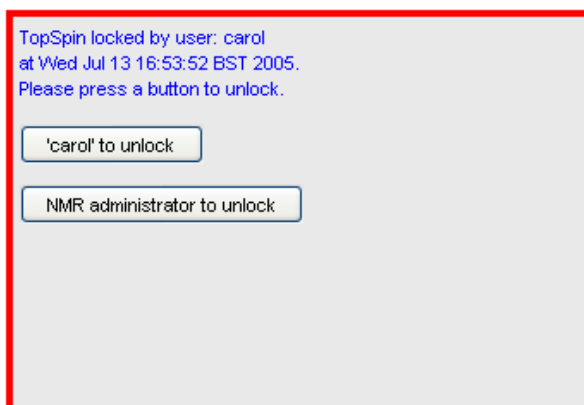 TopSpin locked by user: carol
at Wed Jul 13 16:53:52 BST 2005.
Please press a button to unlock.
'carol' to unlock
NMR administrator to unlock